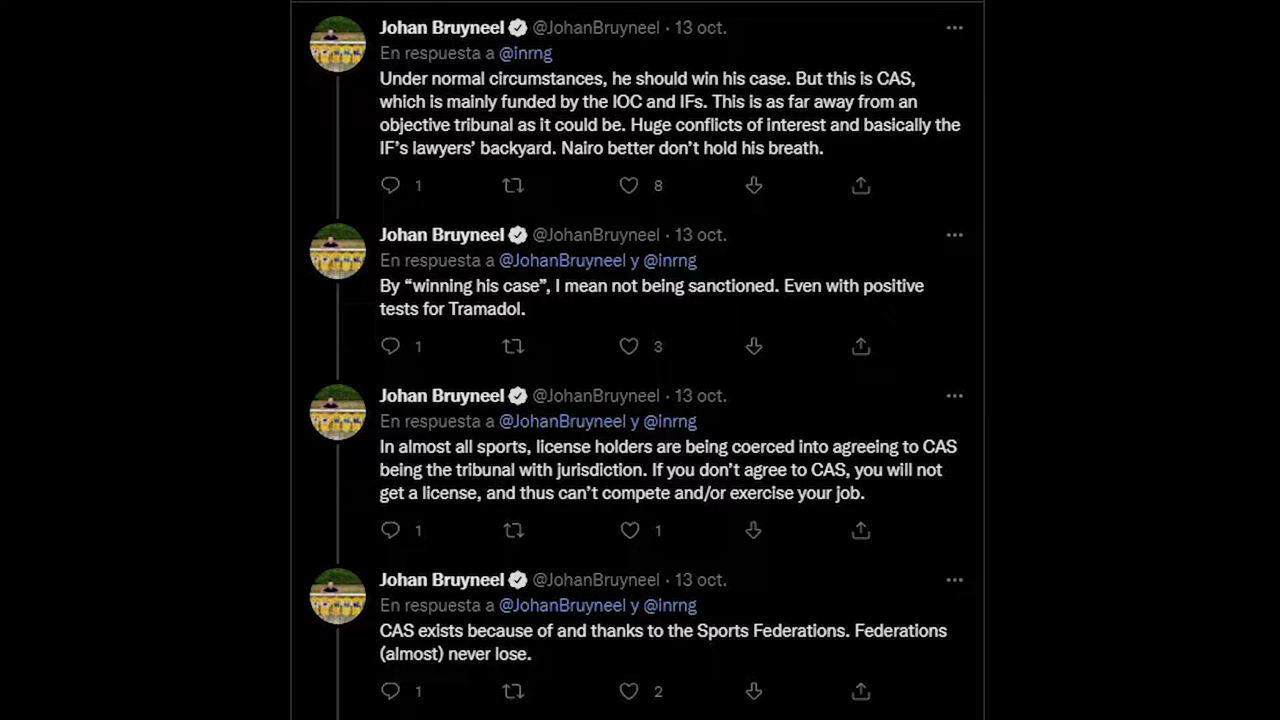 Johan Bruyneel @JohanBruyneel · 13 oct.
En respuesta a @inrng
Under normal circumstances, he should win his case. But this is CAS,
which is mainly funded by the IOC and IFs. This is as far away from an
objective tribunal as it could be. Huge conflicts of interest and basically the
IF's lawyers' backyard. Nairo better don't hold his breath.
1 8
Johan Bruyneel @JohanBruyneel · 13 oct.
En respuesta a @JohanBruyneel y @inrng
By “winning his case”, I mean not being sanctioned. Even with positive
tests for Tramadol.
1 3
Johan Bruyneel @JohanBruyneel · 13 oct.
En respuesta a @JohanBruyneel y @inrng
In almost all sports, license holders are being coerced into agreeing to CAS
being the tribunal with jurisdiction. If you don't agree to CAS, you will not
get a license, and thus can't compete and/or exercise your job.
1 1
Johan Bruyneel @JohanBruyneel · 13 oct.
En respuesta a @JohanBruyneel y @inrng
CAS exists because of and thanks to the Sports Federations. Federations
(almost) never lose.
1 2